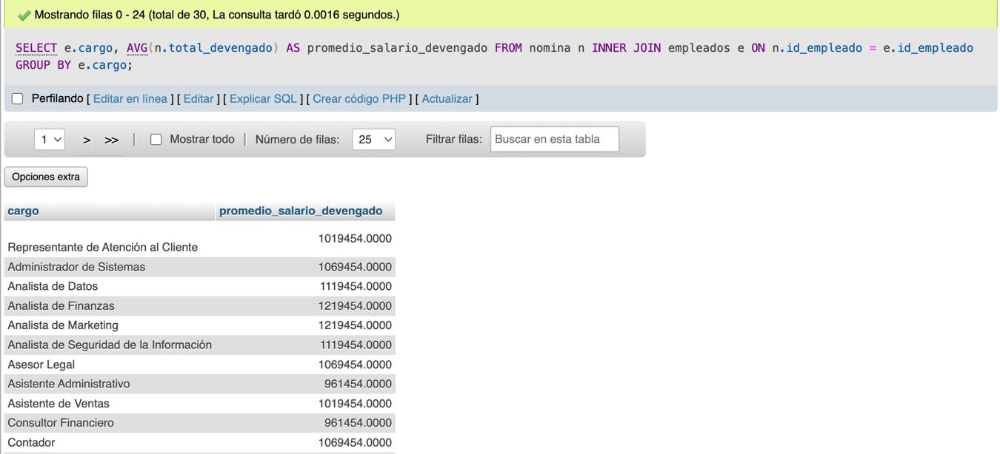 Mostrando filas 0 - 24 (total de 30, La consulta tardó 0.0016 segundos.)
SELECT e.cargo, AVG(n.total_devengado) AS promedio_salario_devengado FROM nomina n INNER JOIN empleados e ON n.id_empleado = e.id_empleado
GROUP BY e.cargo;
Perfilando [ Editar en línea ] [ Editar ] [ Explicar SQL ] [ Crear código PHP ] [ Actualizar ]
1 > >> | Mostrar todo | Número de filas: 25 Filtrar filas: Buscar en esta tabla
Opciones extra
cargo promedio_salario_devengado
Representante de Atención al Cliente 1019454.0000
Administrador de Sistemas 1069454.0000
Analista de Datos 1119454.0000
Analista de Finanzas 1219454.0000
Analista de Marketing 1219454.0000
Analista de Seguridad de la Información 1119454.0000
Asesor Legal 1069454.0000
Asistente Administrativo 961454.0000
Asistente de Ventas 1019454.0000
Consultor Financiero 961454.0000
Contador 1069454.0000